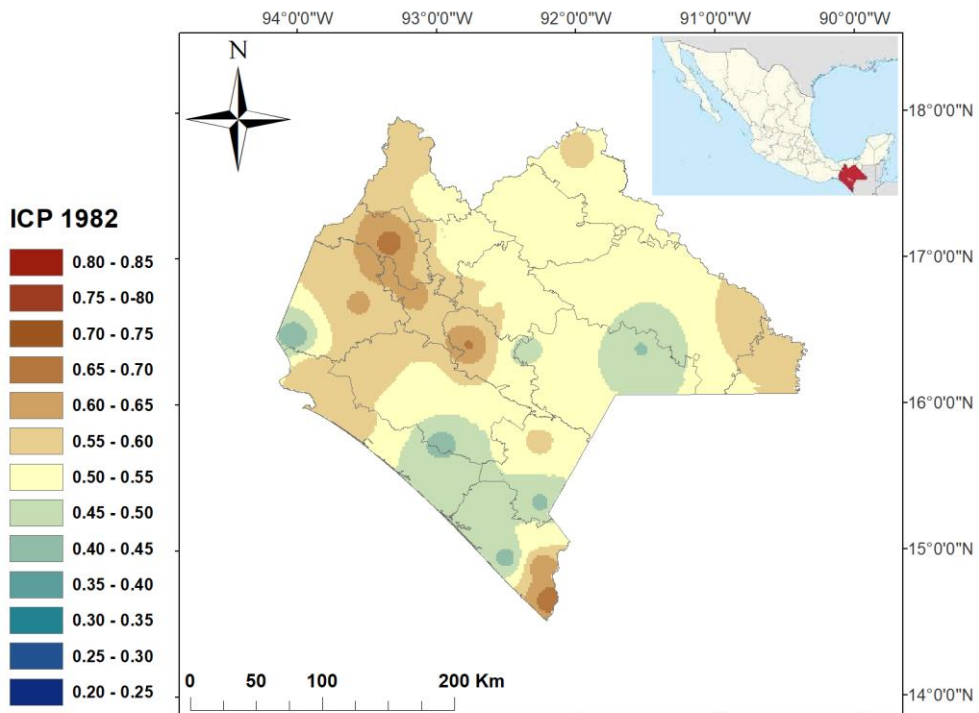 94°0'0"W 93°0'0"W 92°0'0"W 91°0'0"W 90°0'0"W
N
18°0'0"N
17°0'0"N
16°0'0"N
15°0'0"N
14°0'0"N
ICP 1982
0.80 - 0.85
0.75 - 0-80
0.70 - 0.75
0.65 - 0.70
0.60 - 0.65
0.55 - 0.60
0.50 - 0.55
0.45 - 0.50
0.40 - 0.45
0.35 - 0.40
0.30 - 0.35
0.25 - 0.30
0.20 - 0.25
0 50 100 200 Km